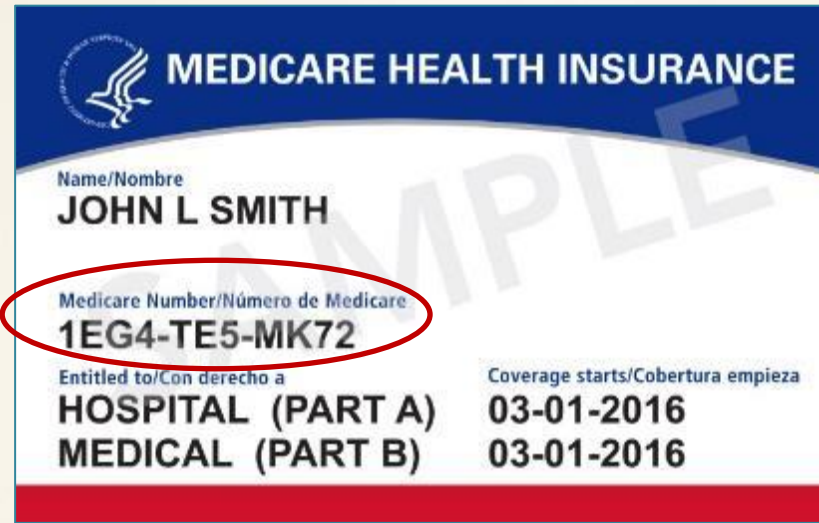 MEDICARE HEALTH INSURANCE
Name/Nombre
JOHN L SMITH
Medicare Number/Número de Medicare
1EG4-TE5-MK72
Entitled to/Con derecho a
HOSPITAL (PART A)
MEDICAL (PART B)
Coverage starts/Cobertura empieza
03-01-2016
03-01-2016
SAMPLE